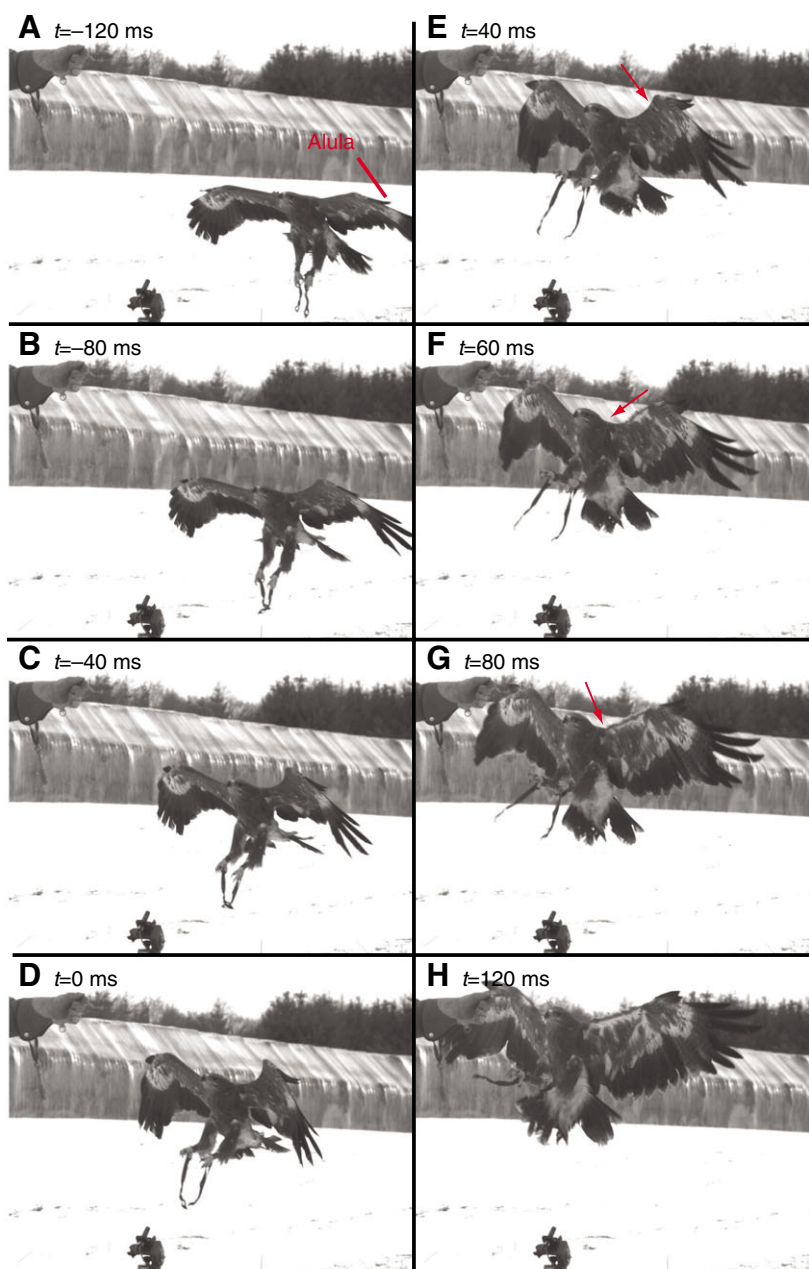 A t=–120 ms
Alula
B t=–80 ms
C t=–40 ms
D t=0 ms
E t=40 ms
F t=60 ms
G t=80 ms
H t=120 ms